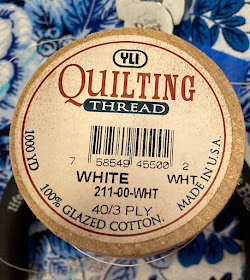 YLI
QUILTING
THREAD
1000 YD
7 58549 45500 2
WHITE WHT
211-00-WHT
40/3 PLY
100% GLAZED COTTON.
MADE IN U.S.A.